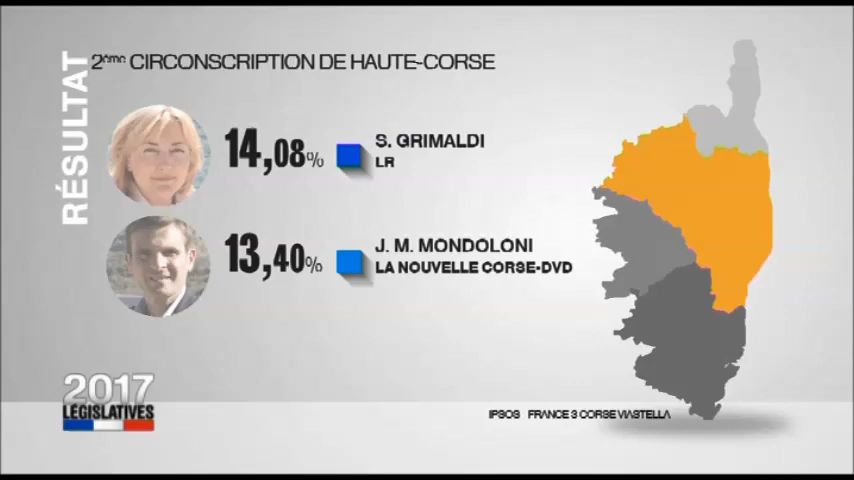 RÉSULTAT
2ème CIRCONSCRIPTION DE HAUTE-CORSE
14,08%
S. GRIMALDI
LR
13,40%
J. M. MONDOLONI
LA NOUVELLE CORSE-DVD
2017
LÉGISLATIVES
IPSOS FRANCE 3 CORSE VIASTELLA